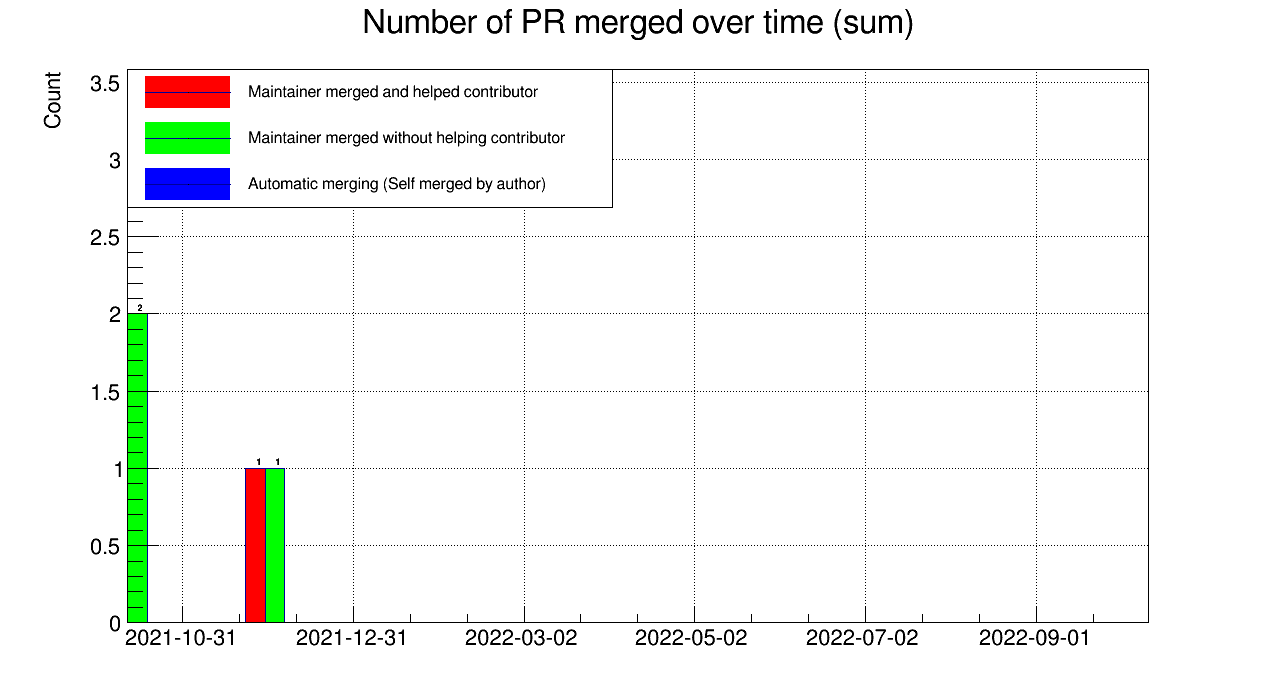 Number of PR merged over time (sum)
Count
3.5
Maintainer merged and helped contributor
Maintainer merged without helping contributor
3
Automatic merging (Self merged by author)
2.5
2
2
1.5
1
1 1
0.5
0
2021-10-31 2021-12-31 2022-03-02 2022-05-02 2022-07-02 2022-09-01